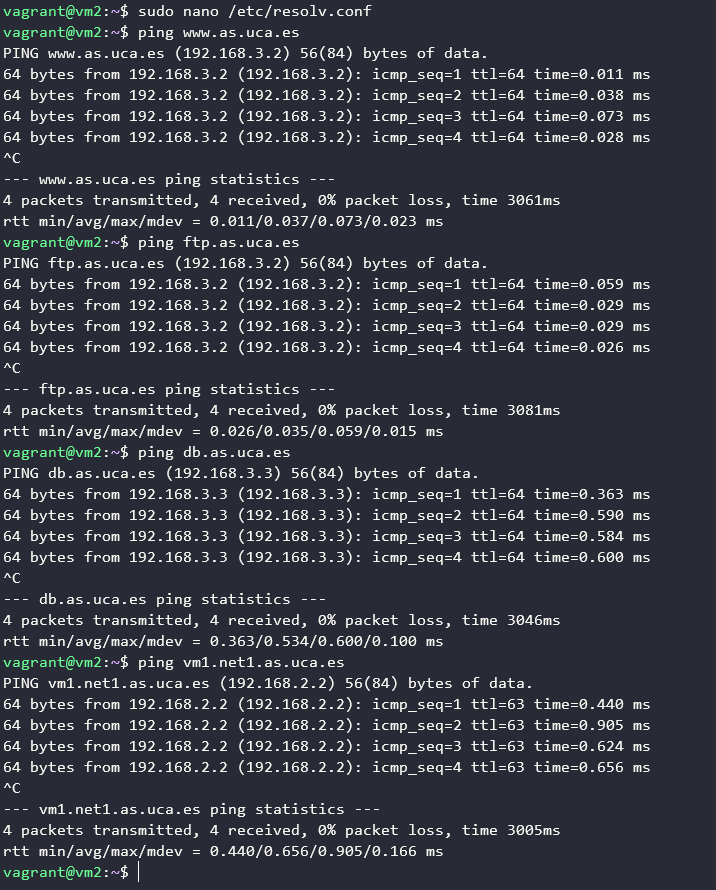 vagrant@vm2:~$ sudo nano /etc/resolv.conf
vagrant@vm2:~$ ping www.as.uca.es
PING www.as.uca.es (192.168.3.2) 56(84) bytes of data.
64 bytes from 192.168.3.2 (192.168.3.2): icmp_seq=1 ttl=64 time=0.011 ms
64 bytes from 192.168.3.2 (192.168.3.2): icmp_seq=2 ttl=64 time=0.038 ms
64 bytes from 192.168.3.2 (192.168.3.2): icmp_seq=3 ttl=64 time=0.073 ms
64 bytes from 192.168.3.2 (192.168.3.2): icmp_seq=4 ttl=64 time=0.028 ms
^C
--- www.as.uca.es ping statistics ---
4 packets transmitted, 4 received, 0% packet loss, time 3061ms
rtt min/avg/max/mdev = 0.011/0.037/0.073/0.023 ms
vagrant@vm2:~$ ping ftp.as.uca.es
PING ftp.as.uca.es (192.168.3.2) 56(84) bytes of data.
64 bytes from 192.168.3.2 (192.168.3.2): icmp_seq=1 ttl=64 time=0.059 ms
64 bytes from 192.168.3.2 (192.168.3.2): icmp_seq=2 ttl=64 time=0.029 ms
64 bytes from 192.168.3.2 (192.168.3.2): icmp_seq=3 ttl=64 time=0.029 ms
64 bytes from 192.168.3.2 (192.168.3.2): icmp_seq=4 ttl=64 time=0.026 ms
^C
--- ftp.as.uca.es ping statistics ---
4 packets transmitted, 4 received, 0% packet loss, time 3081ms
rtt min/avg/max/mdev = 0.026/0.035/0.059/0.015 ms
vagrant@vm2:~$ ping db.as.uca.es
PING db.as.uca.es (192.168.3.3) 56(84) bytes of data.
64 bytes from 192.168.3.3 (192.168.3.3): icmp_seq=1 ttl=64 time=0.363 ms
64 bytes from 192.168.3.3 (192.168.3.3): icmp_seq=2 ttl=64 time=0.590 ms
64 bytes from 192.168.3.3 (192.168.3.3): icmp_seq=3 ttl=64 time=0.584 ms
64 bytes from 192.168.3.3 (192.168.3.3): icmp_seq=4 ttl=64 time=0.600 ms
^C
--- db.as.uca.es ping statistics ---
4 packets transmitted, 4 received, 0% packet loss, time 3046ms
rtt min/avg/max/mdev = 0.363/0.534/0.600/0.100 ms
vagrant@vm2:~$ ping vm1.net1.as.uca.es
PING vm1.net1.as.uca.es (192.168.2.2) 56(84) bytes of data.
64 bytes from 192.168.2.2 (192.168.2.2): icmp_seq=1 ttl=63 time=0.440 ms
64 bytes from 192.168.2.2 (192.168.2.2): icmp_seq=2 ttl=63 time=0.905 ms
64 bytes from 192.168.2.2 (192.168.2.2): icmp_seq=3 ttl=63 time=0.624 ms
64 bytes from 192.168.2.2 (192.168.2.2): icmp_seq=4 ttl=63 time=0.656 ms
^C
--- vm1.net1.as.uca.es ping statistics ---
4 packets transmitted, 4 received, 0% packet loss, time 3005ms
rtt min/avg/max/mdev = 0.440/0.656/0.905/0.166 ms
vagrant@vm2:~$